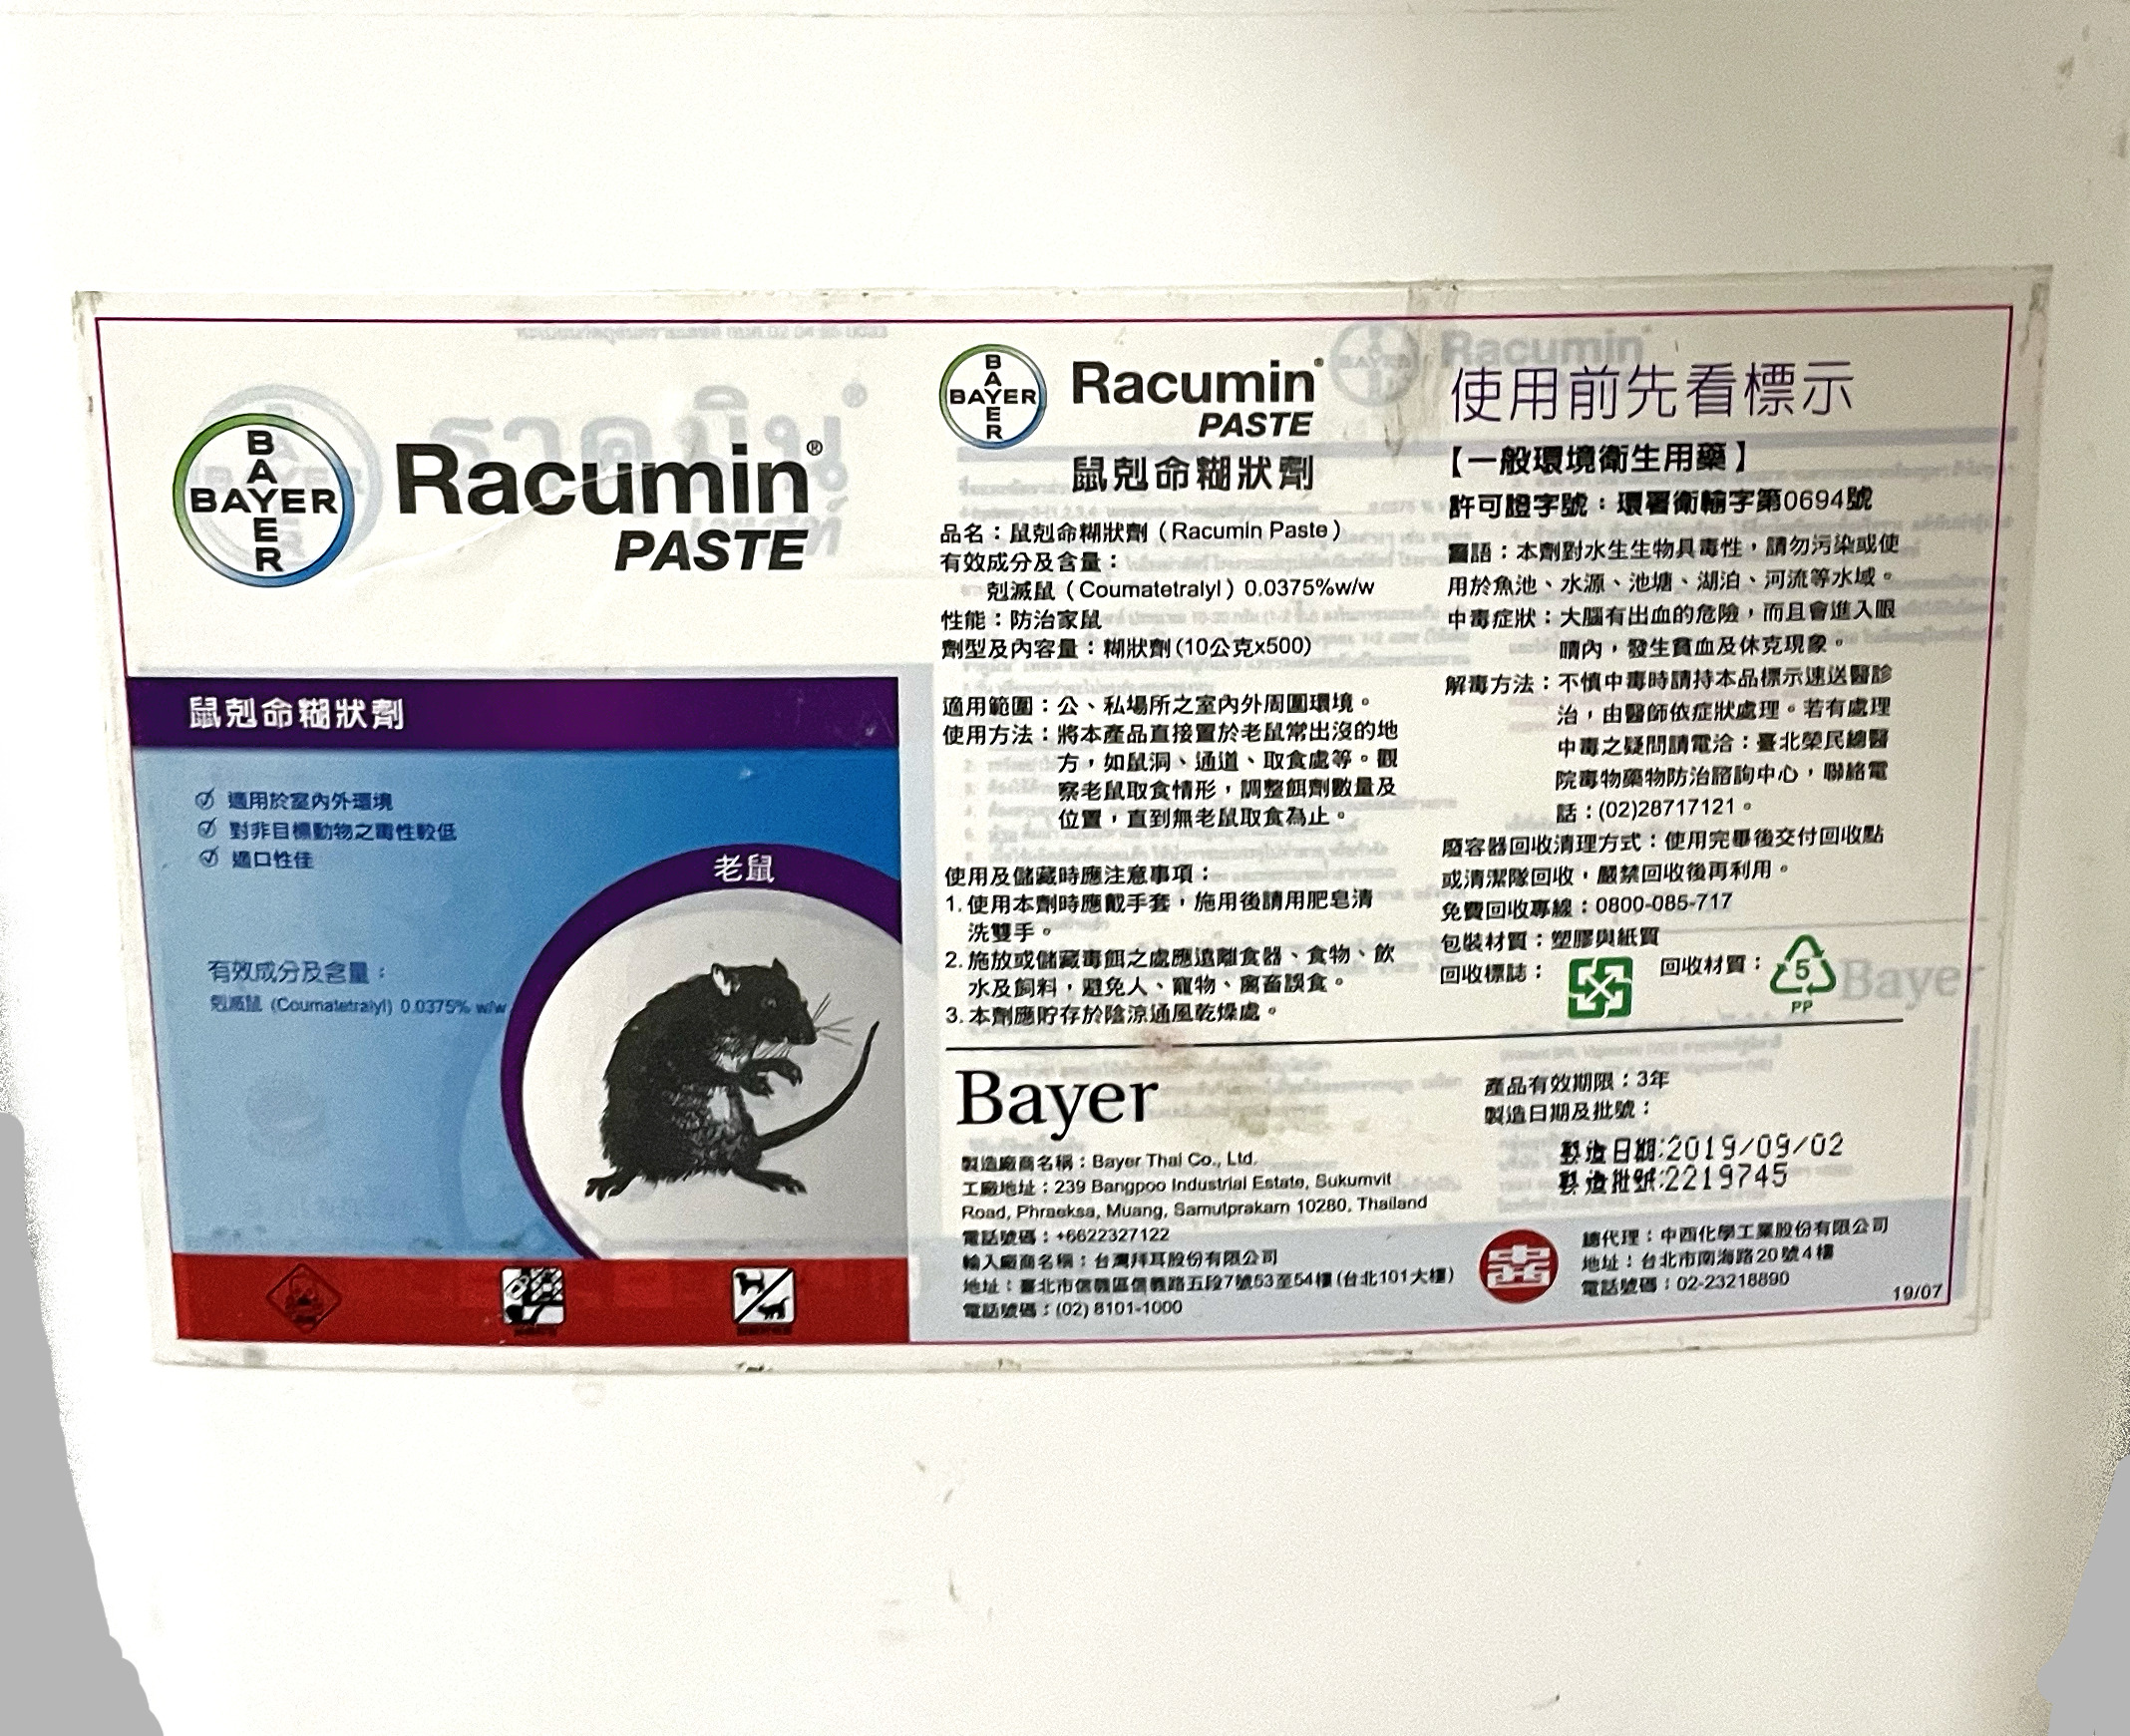 BAYER
BAYER
Racumin®
PASTE
鼠剋命糊狀劑
適用於室內外環境
對非目標動物之毒性較低
適口性佳
老鼠
有效成分及含量：
剋滅鼠 (Coumatetralyl) 0.0375% w/w
BAYER
BAYER
Racumin®
PASTE
鼠剋命糊狀劑
品名：鼠剋命糊狀劑（Racumin Paste）
有效成分及含量：
剋滅鼠（Coumatetralyl）0.0375%w/w
性能：防治家鼠
劑型及內容量：糊狀劑(10公克x500)
適用範圍：公、私場所之室內外周圍環境。
使用方法：將本產品直接置於老鼠常出沒的地
方，如鼠洞、通道、取食處等。觀
察老鼠取食情形，調整餌劑數量及
位置，直到無老鼠取食為止。
使用及儲藏時應注意事項：
1. 使用本劑時應戴手套，施用後請用肥皂清
洗雙手。
2. 施放或儲藏毒餌之處應遠離食器、食物、飲
水及飼料，避免人、寵物、禽畜誤食。
3. 本劑應貯存於陰涼通風乾燥處。
使用前先看標示
【一般環境衛生用藥】
許可證字號：環署衛輸字第0694號
警語：本劑對水生生物具毒性，請勿污染或使
用於魚池、水源、池塘、湖泊、河流等水域。
中毒症狀：大腦有出血的危險，而且會進入眼
睛內，發生貧血及休克現象。
解毒方法：不慎中毒時請持本品標示速送醫診
治，由醫師依症狀處理。若有處理
中毒之疑問請電洽：臺北榮民總醫
院毒物藥物防治諮詢中心，聯絡電
話：(02)28717121。
廢容器回收清理方式：使用完畢後交付回收點
或清潔隊回收，嚴禁回收後再利用。
免費回收專線：0800-085-717
包裝材質：塑膠與紙質
回收標誌：
回收材質：
5
PP
Bayer
製造廠商名稱：Bayer Thai Co., Ltd.
工廠地址：239 Bangpoo Industrial Estate, Sukumvit
Road, Phraeksa, Muang, Samutprakarn 10280, Thailand
電話號碼：+6622327122
輸入廠商名稱：台灣拜耳股份有限公司
地址：臺北市信義區信義路五段7號53至54樓(台北101大樓)
電話號碼：(02) 8101-1000
產品有效期限：3年
製造日期及批號：
製造日期:2019/09/02
製造批號:2219745
總代理：中西化學工業股份有限公司
地址：台北市南海路20號4樓
電話號碼：02-23218890
19/07